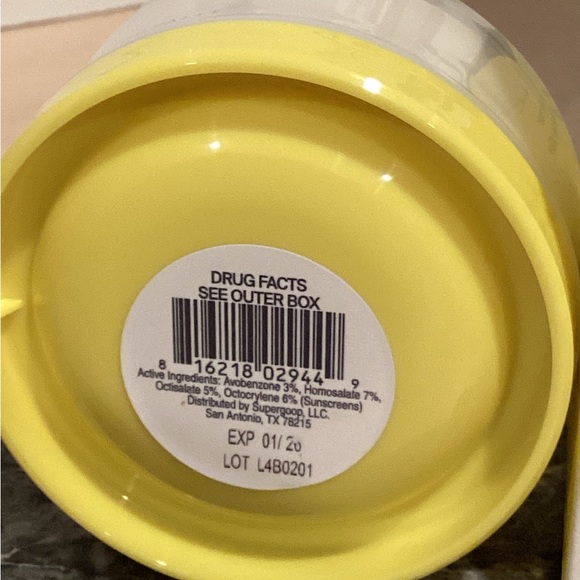 DRUG FACTS
SEE OUTER BOX
8 16218 02944 9
Active Ingredients: Avobenzone 3%, Homosalate 7%,
Octisalate 5%, Octocrylene 6% (Sunscreens)
Distributed by Supergoop, LLC.
San Antonio, TX 78215
EXP 01/26
LOT L4B0201